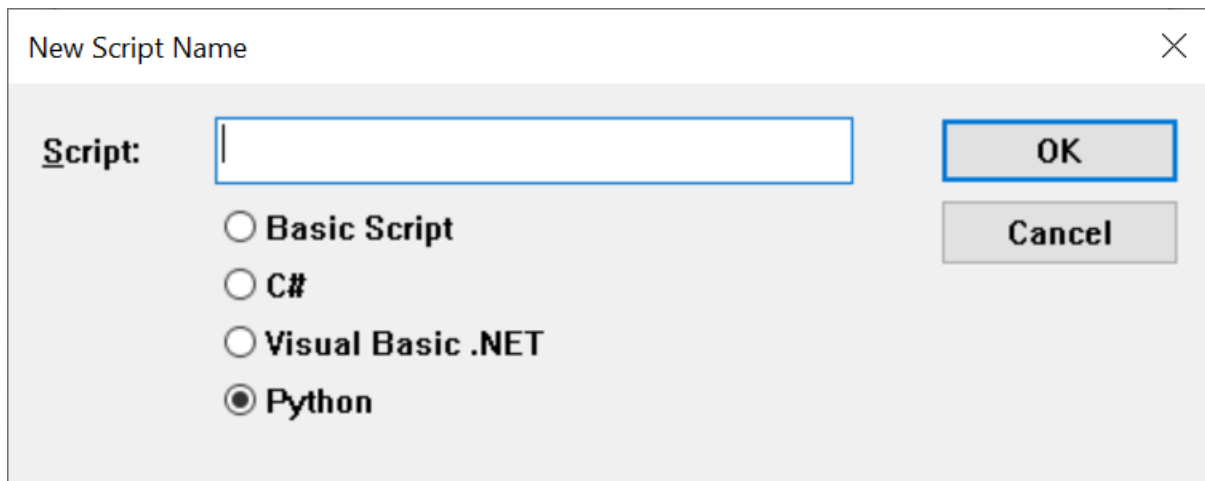 New Script Name
Script:
OK
Basic Script
Cancel
C#
Visual Basic .NET
Python